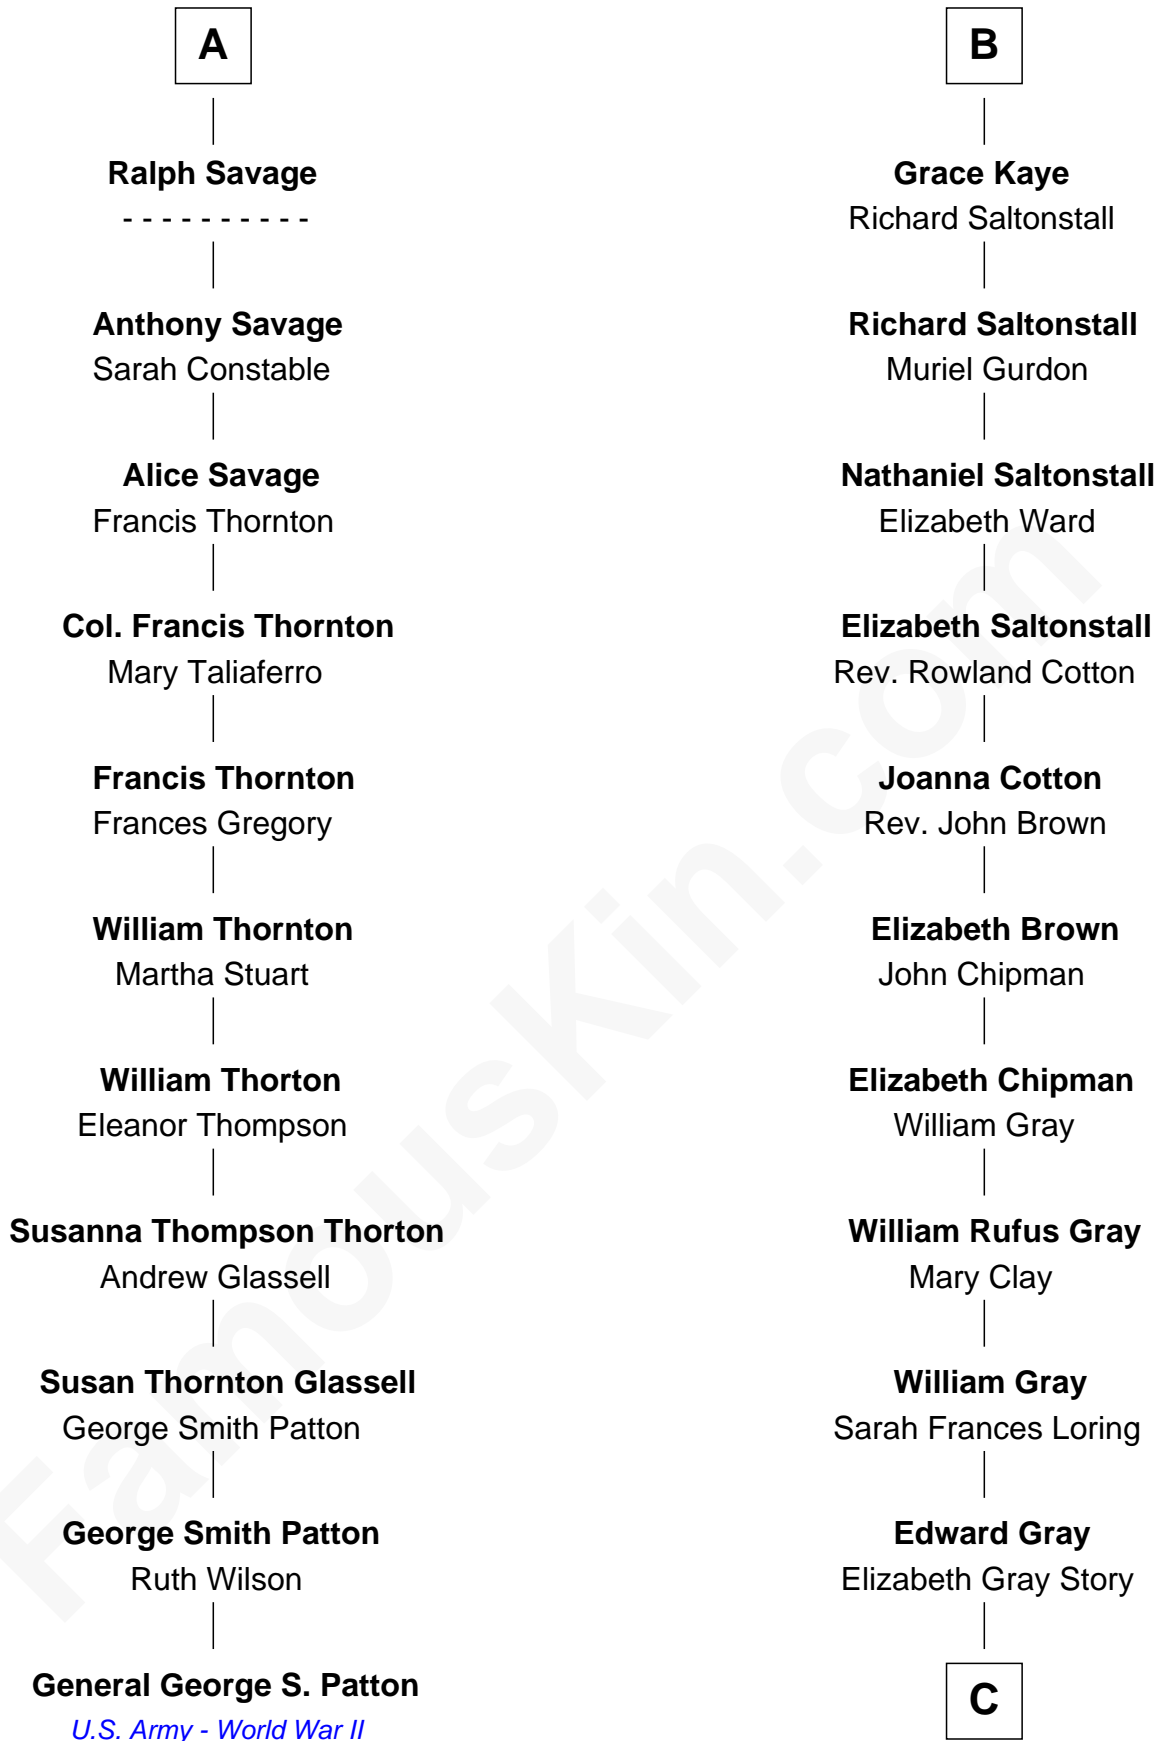 A
Ralph Savage
- - - - - - - - - -
Anthony Savage
Sarah Constable
Alice Savage
Francis Thornton
Col. Francis Thornton
Mary Taliaferro
Francis Thornton
Frances Gregory
William Thornton
Martha Stuart
William Thorton
Eleanor Thompson
Susanna Thompson Thorton
Andrew Glassell
Susan Thornton Glassell
George Smith Patton
George Smith Patton
Ruth Wilson
General George S. Patton
U.S. Army - World War II
B
Grace Kaye
Richard Saltonstall
Richard Saltonstall
Muriel Gurdon
Nathaniel Saltonstall
Elizabeth Ward
Elizabeth Saltonstall
Rev. Rowland Cotton
Joanna Cotton
Rev. John Brown
Elizabeth Brown
John Chipman
Elizabeth Chipman
William Gray
William Rufus Gray
Mary Clay
William Gray
Sarah Frances Loring
Edward Gray
Elizabeth Gray Story
C
FamousKin.com